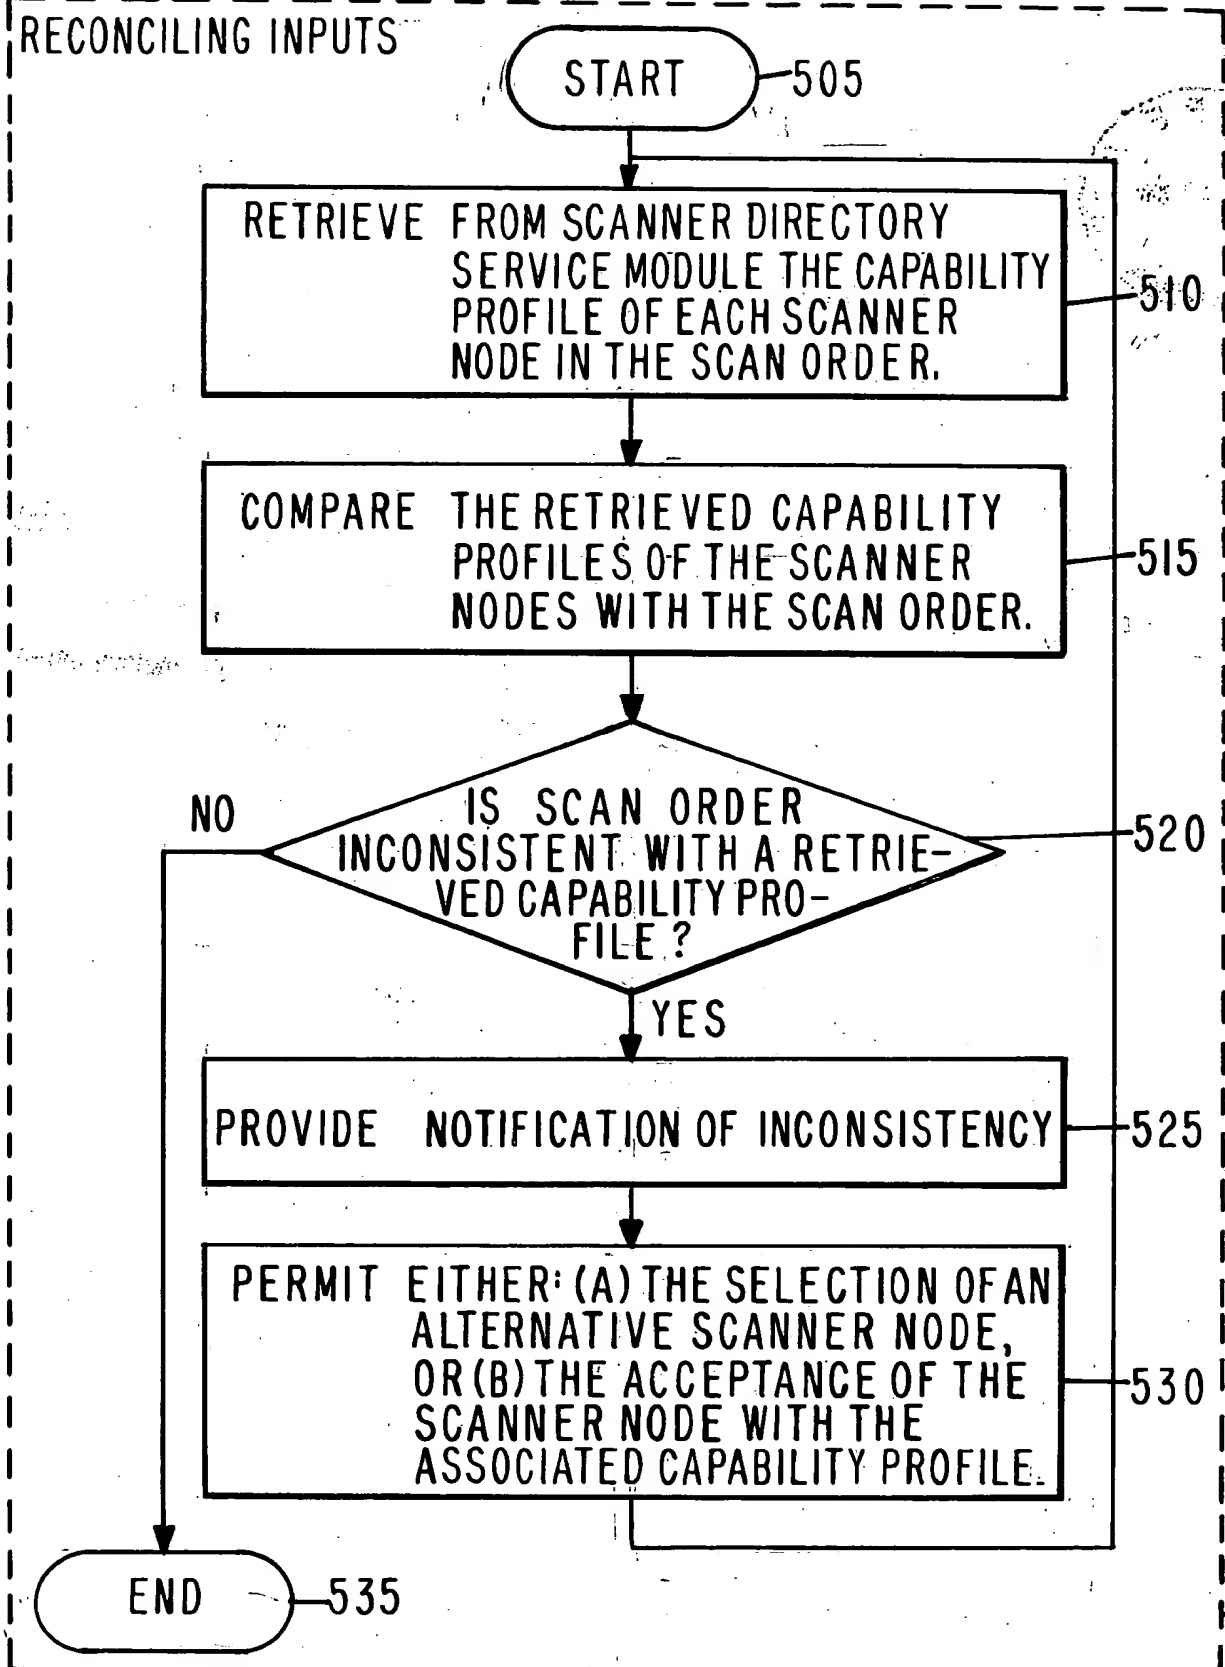 RECONCILING INPUTS
START
505
RETRIEVE FROM SCANNER DIRECTORY
SERVICE MODULE THE CAPABILITY
PROFILE OF EACH SCANNER
NODE IN THE SCAN ORDER.
510
COMPARE THE RETRIEVED CAPABILITY
PROFILES OF THE SCANNER
NODES WITH THE SCAN ORDER.
515
NO
IS SCAN ORDER
INCONSISTENT WITH A RETRIE-
VED CAPABILITY PRO-
FILE?
520
YES
PROVIDE NOTIFICATION OF INCONSISTENCY
525
PERMIT EITHER: (A) THE SELECTION OF AN
ALTERNATIVE SCANNER NODE,
OR (B) THE ACCEPTANCE OF THE
SCANNER NODE WITH THE
ASSOCIATED CAPABILITY PROFILE.
530
END
535